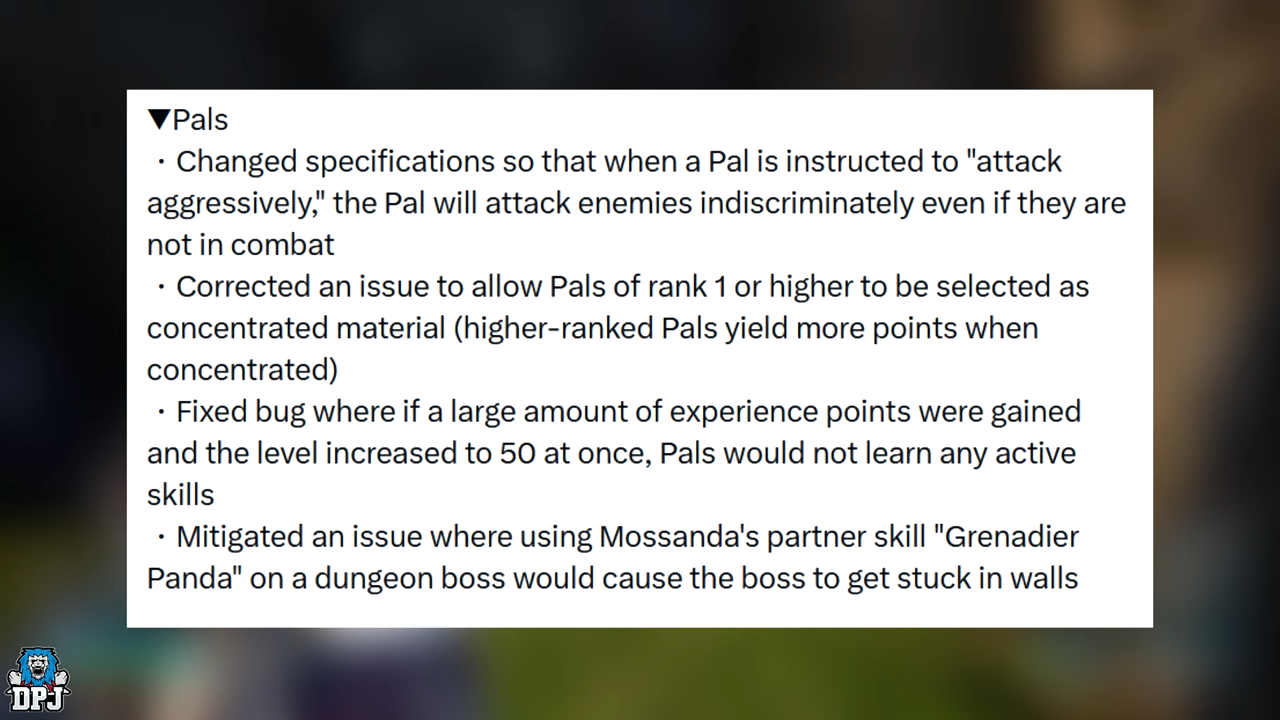 ▼Pals
・Changed specifications so that when a Pal is instructed to "attack
aggressively," the Pal will attack enemies indiscriminately even if they are
not in combat
・Corrected an issue to allow Pals of rank 1 or higher to be selected as
concentrated material (higher-ranked Pals yield more points when
concentrated)
・Fixed bug where if a large amount of experience points were gained
and the level increased to 50 at once, Pals would not learn any active
skills
・Mitigated an issue where using Mossanda's partner skill "Grenadier
Panda" on a dungeon boss would cause the boss to get stuck in walls
DPJ